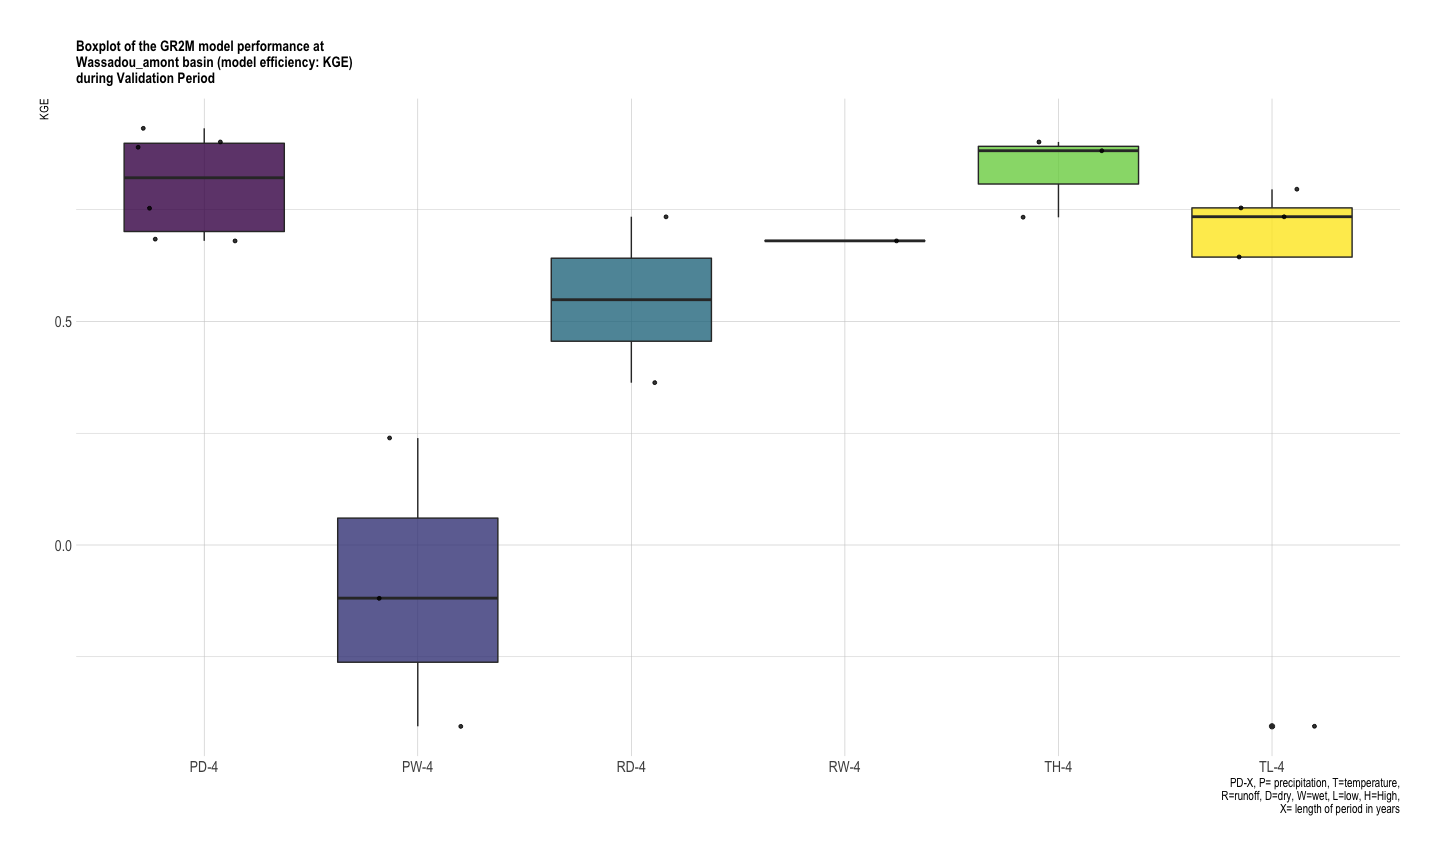 Boxplot of the GR2M model performance at
Wassadou_amont basin (model efficiency: KGE)
during Validation Period
KGE
0.5
0.0
PD-4 PW-4 RD-4 RW-4 TH-4 TL-4
PD-X, P= precipitation, T=temperature,
R=runoff, D=dry, W=wet, L=low, H=High,
X= length of period in years